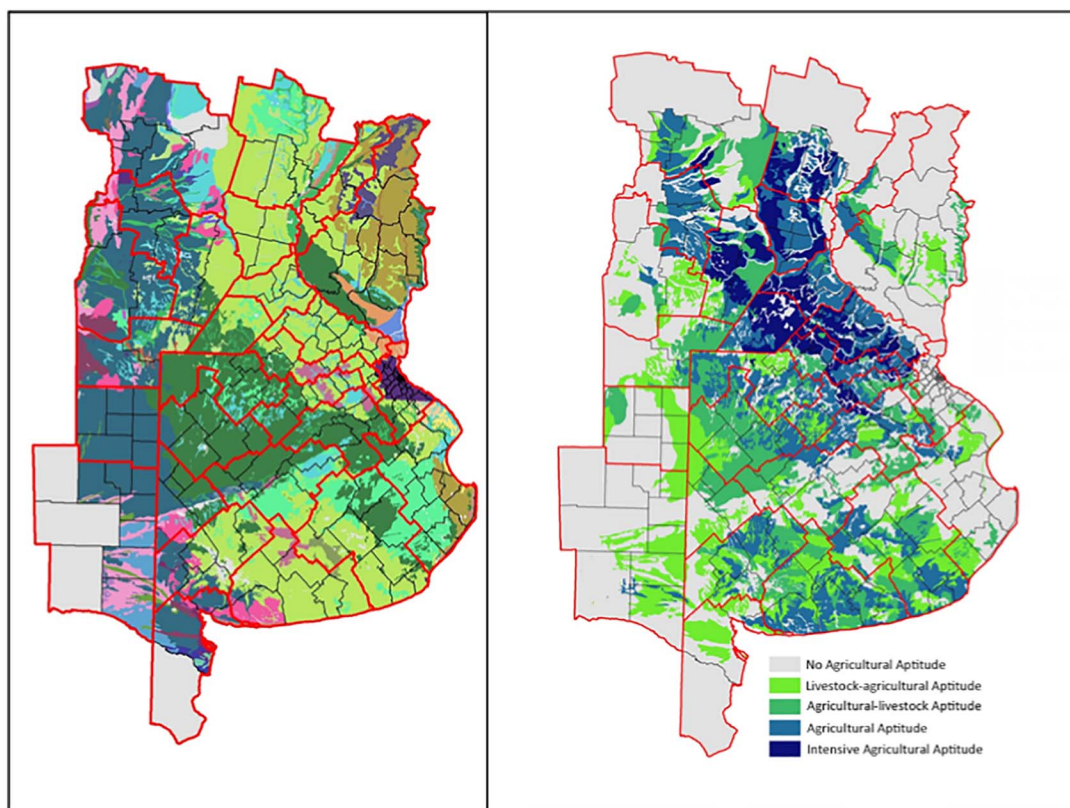 No Agricultural Aptitude
Livestock-agricultural Aptitude
Agricultural-livestock Aptitude
Agricultural Aptitude
Intensive Agricultural Aptitude